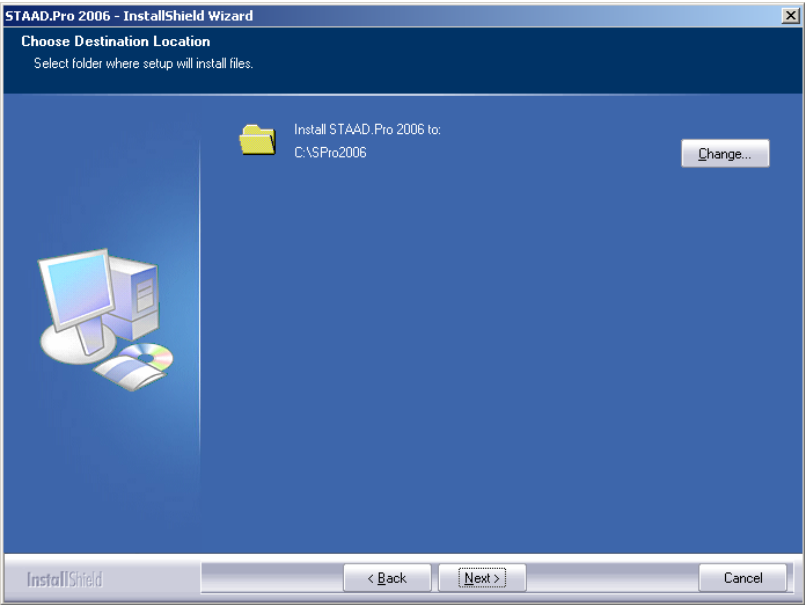 STAAD.Pro 2006 - InstallShield Wizard
Choose Destination Location
Select folder where setup will install files.
Install STAAD.Pro 2006 to:
C:\SPro2006
Change...
InstallShield
< Back
Next >
Cancel